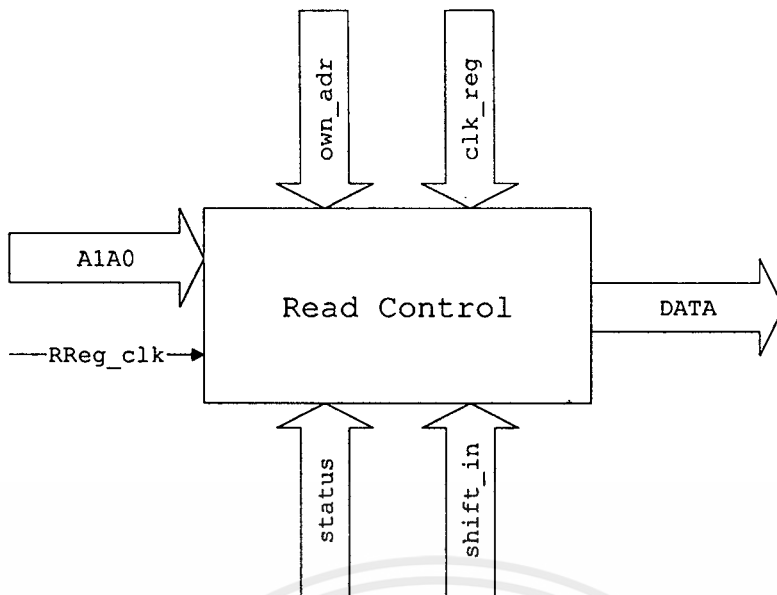 own_adr
clk_reg
A1A0
Read Control
DATA
RReg_clk
status
shift_in